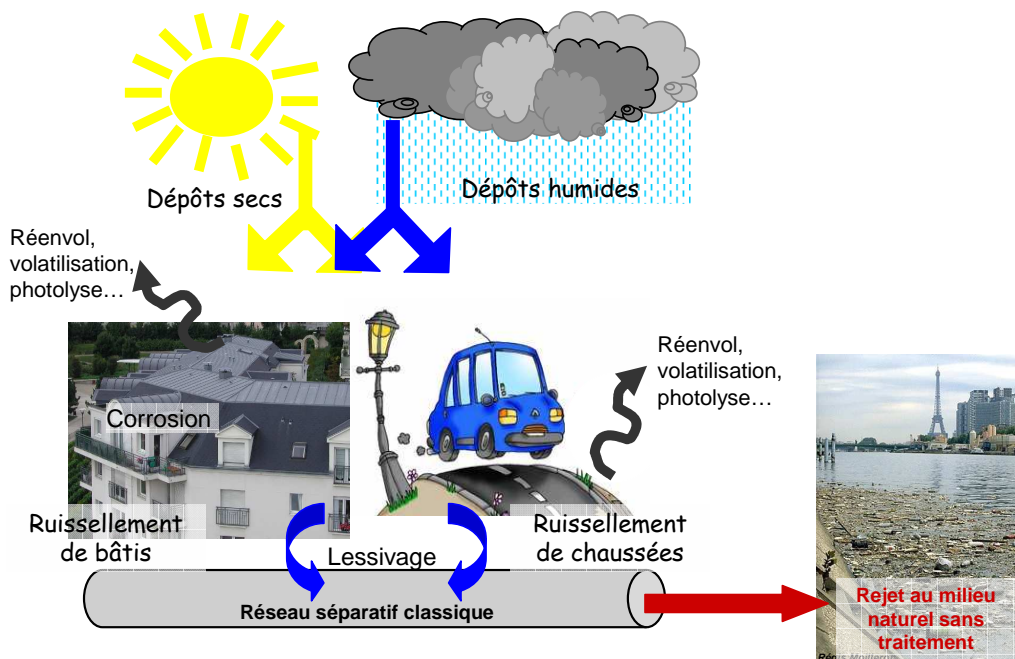 Dépôts secs
Dépôts humides
Réenvol,
volatilisation,
photolyse…
Réenvol,
volatilisation,
photolyse…
Corrosion
Ruissellement
de bâtis
Lessivage
Ruissellement
de chaussées
Réseau séparatif classique
Rejet au milieu
naturel sans
traitement